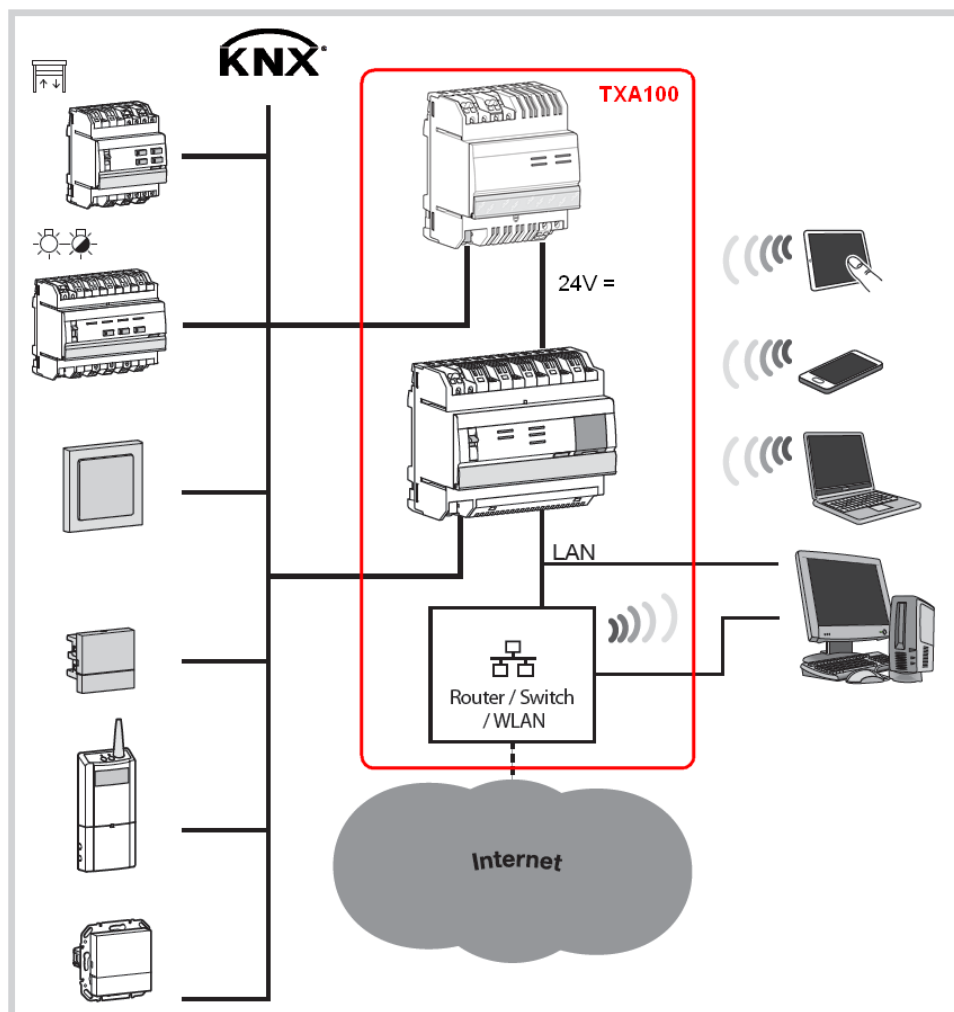 KNX
TXA100
24V =
LAN
Router / Switch
/ WLAN
Internet